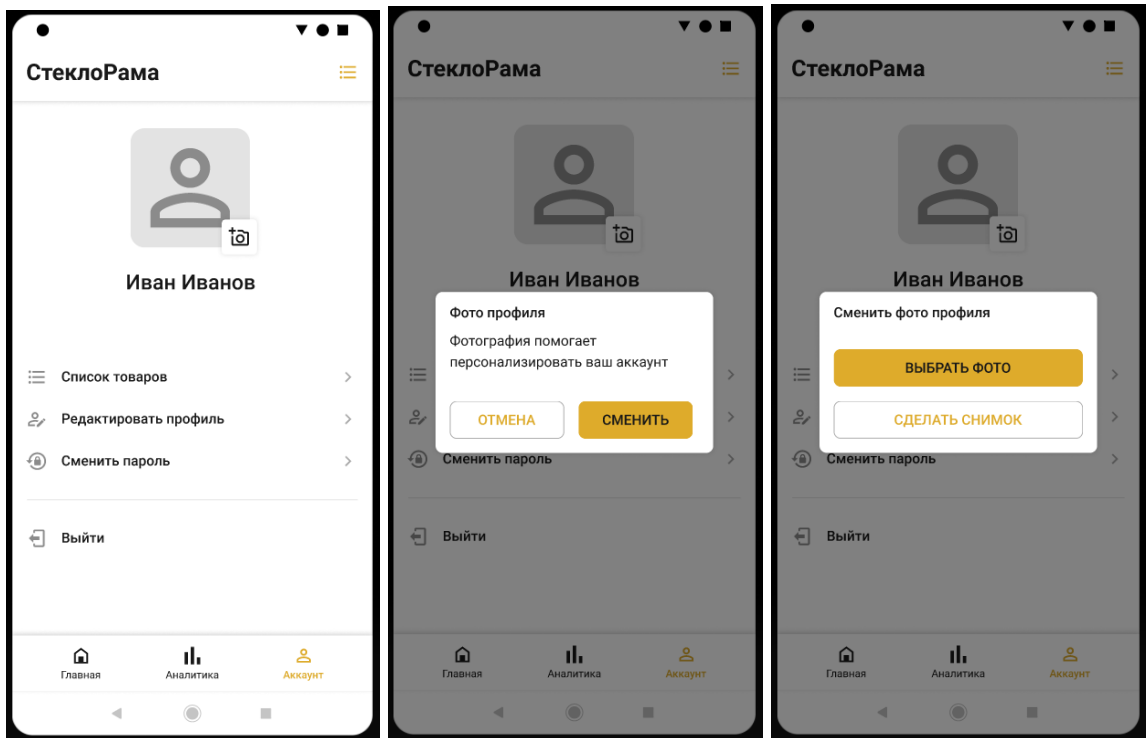 СтеклоРама
Иван Иванов
Список товаров
Редактировать профиль
Сменить пароль
Выйти
Главная
Аналитика
Аккаунт
СтеклоРама
Иван Иванов
Фото профиля
Фотография помогает
персонализировать ваш аккаунт
ОТМЕНА
СМЕНИТЬ
Сменить пароль
Выйти
Главная
Аналитика
Аккаунт
СтеклоРама
Иван Иванов
Сменить фото профиля
ВЫБРАТЬ ФОТО
СДЕЛАТЬ СНИМОК
Сменить пароль
Выйти
Главная
Аналитика
Аккаунт